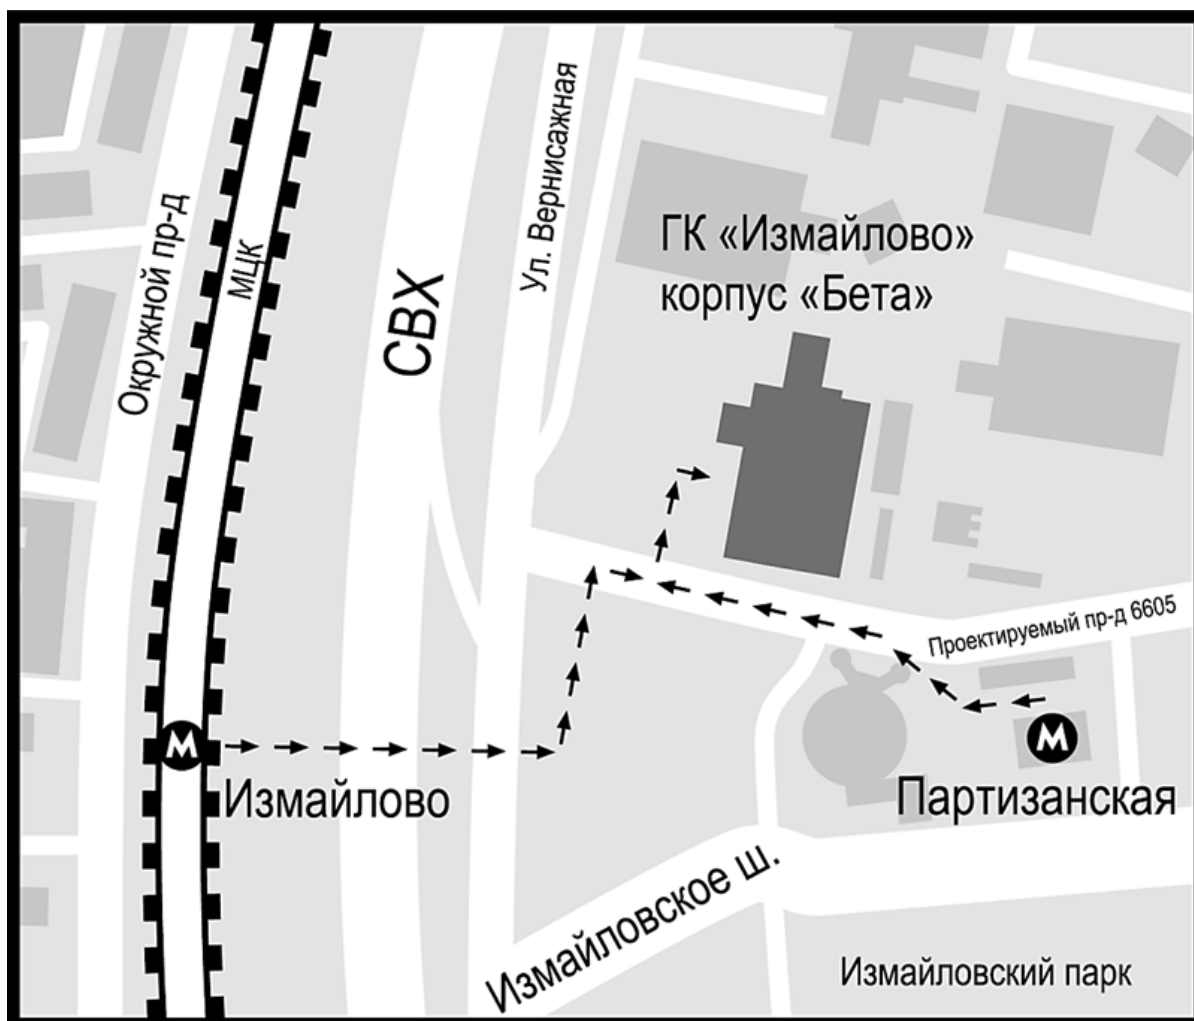 Ул. Вернисажная
Окружной пр-д
МЦК
СВХ
ГК «Измайлово»
корпус «Бета»
Проектируемый пр-д 6605
М
Измайлово
М
Партизанская
Измайловское ш.
Измайловский парк